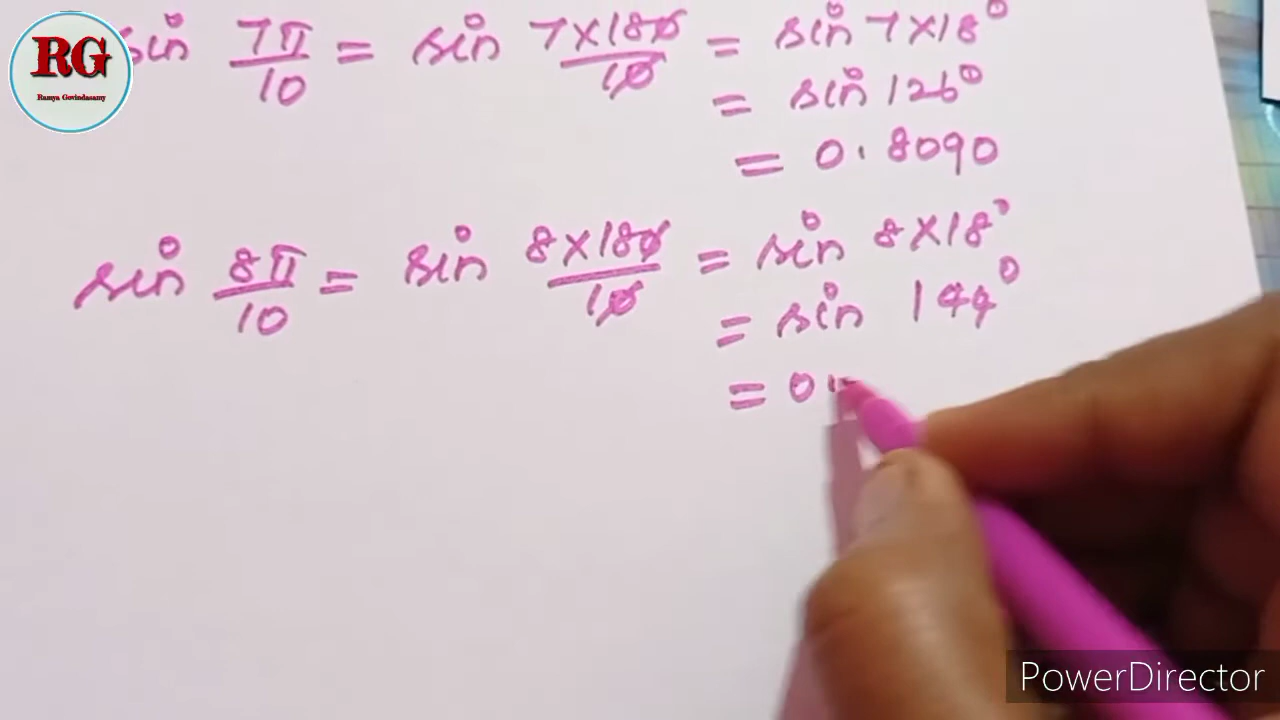 RG
Ramya Govindasamy
sin 7π/10 = sin 7×180/10 = sin 7×18°
= sin 126°
= 0.8090
sin 8π/10 = sin 8×180/10 = sin 8×18°
= sin 144°
= 0.
PowerDirector